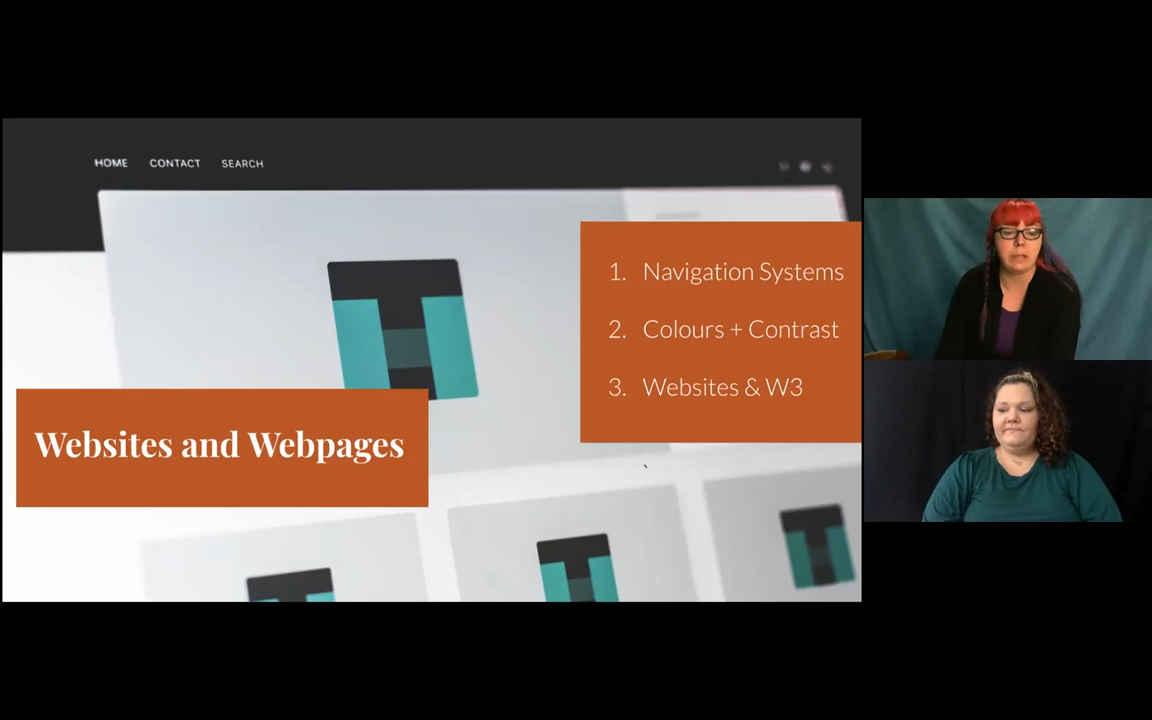 HOME CONTACT SEARCH
1. Navigation Systems
2. Colours + Contrast
3. Websites & W3
Websites and Webpages